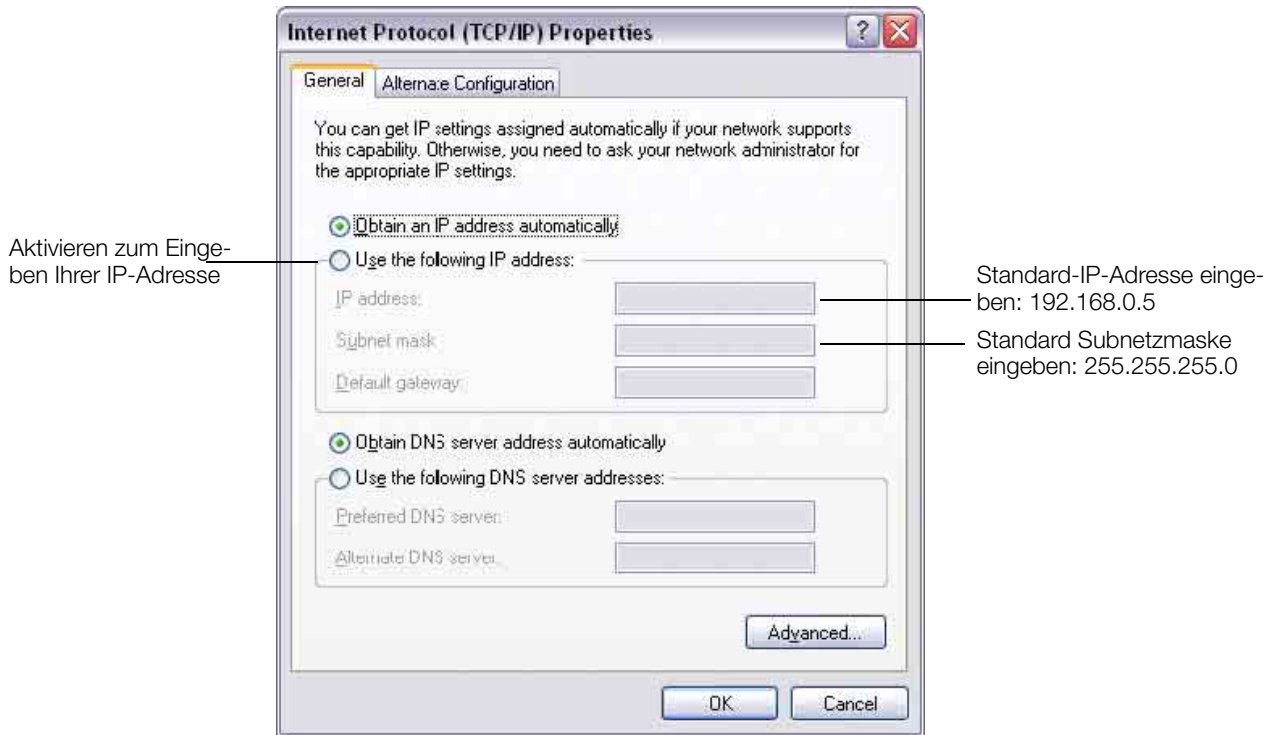 Internet Protocol (TCP/IP) Properties
General
Alternate Configuration
You can get IP settings assigned automatically if your network supports
this capability. Otherwise, you need to ask your network administrator for
the appropriate IP settings.
Obtain an IP address automatically
Aktivieren zum Einge-
ben Ihrer IP-Adresse
Use the following IP address:
IP address:
Standard-IP-Adresse einge-
ben: 192.168.0.5
Subnet mask
Standard Subnetzmaske
eingeben: 255.255.255.0
Default gateway:
Obtain DNS server address automatically
Use the following DNS server addresses:
Preferred DNS server:
Alternate DNS server:
Advanced...
OK
Cancel